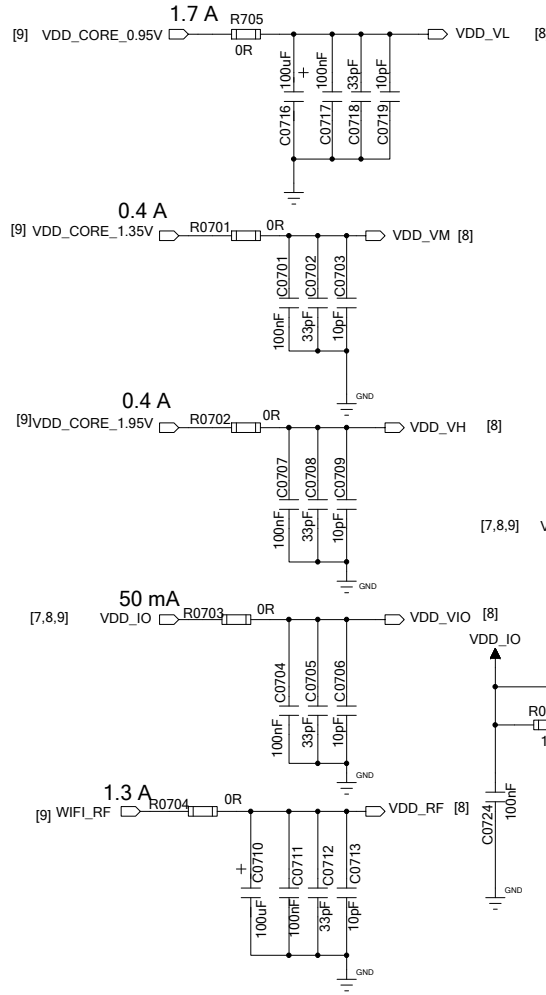 1.7 A
R705
[9] VDD_CORE_0.95V
0R
VDD_VL [8
100uF + 100nF 33pF 10pF
C0716 C0717 C0718 C0719
0.4 A
[9] VDD_CORE_1.35V R0701 0R VDD_VM [8]
C0701 C0702 C0703
100nF 33pF 10pF
GND
0.4 A
[9]VDD_CORE_1.95V R0702 0R VDD_VH [8]
C0707 C0708 C0709
100nF 33pF 10pF
GND
[7,8,9] V
50 mA
[7,8,9] VDD_IO R0703 0R VDD_VIO [8]
C0704 C0705 C0706
100nF 33pF 10pF
GND
VDD_IO
R0
1
C0724 100nF
GND
1.3 A
[9] WIFI_RF R0704 0R VDD_RF [8]
+ C0710 C0711 C0712 C0713
100uF 100nF 33pF 10pF
GND